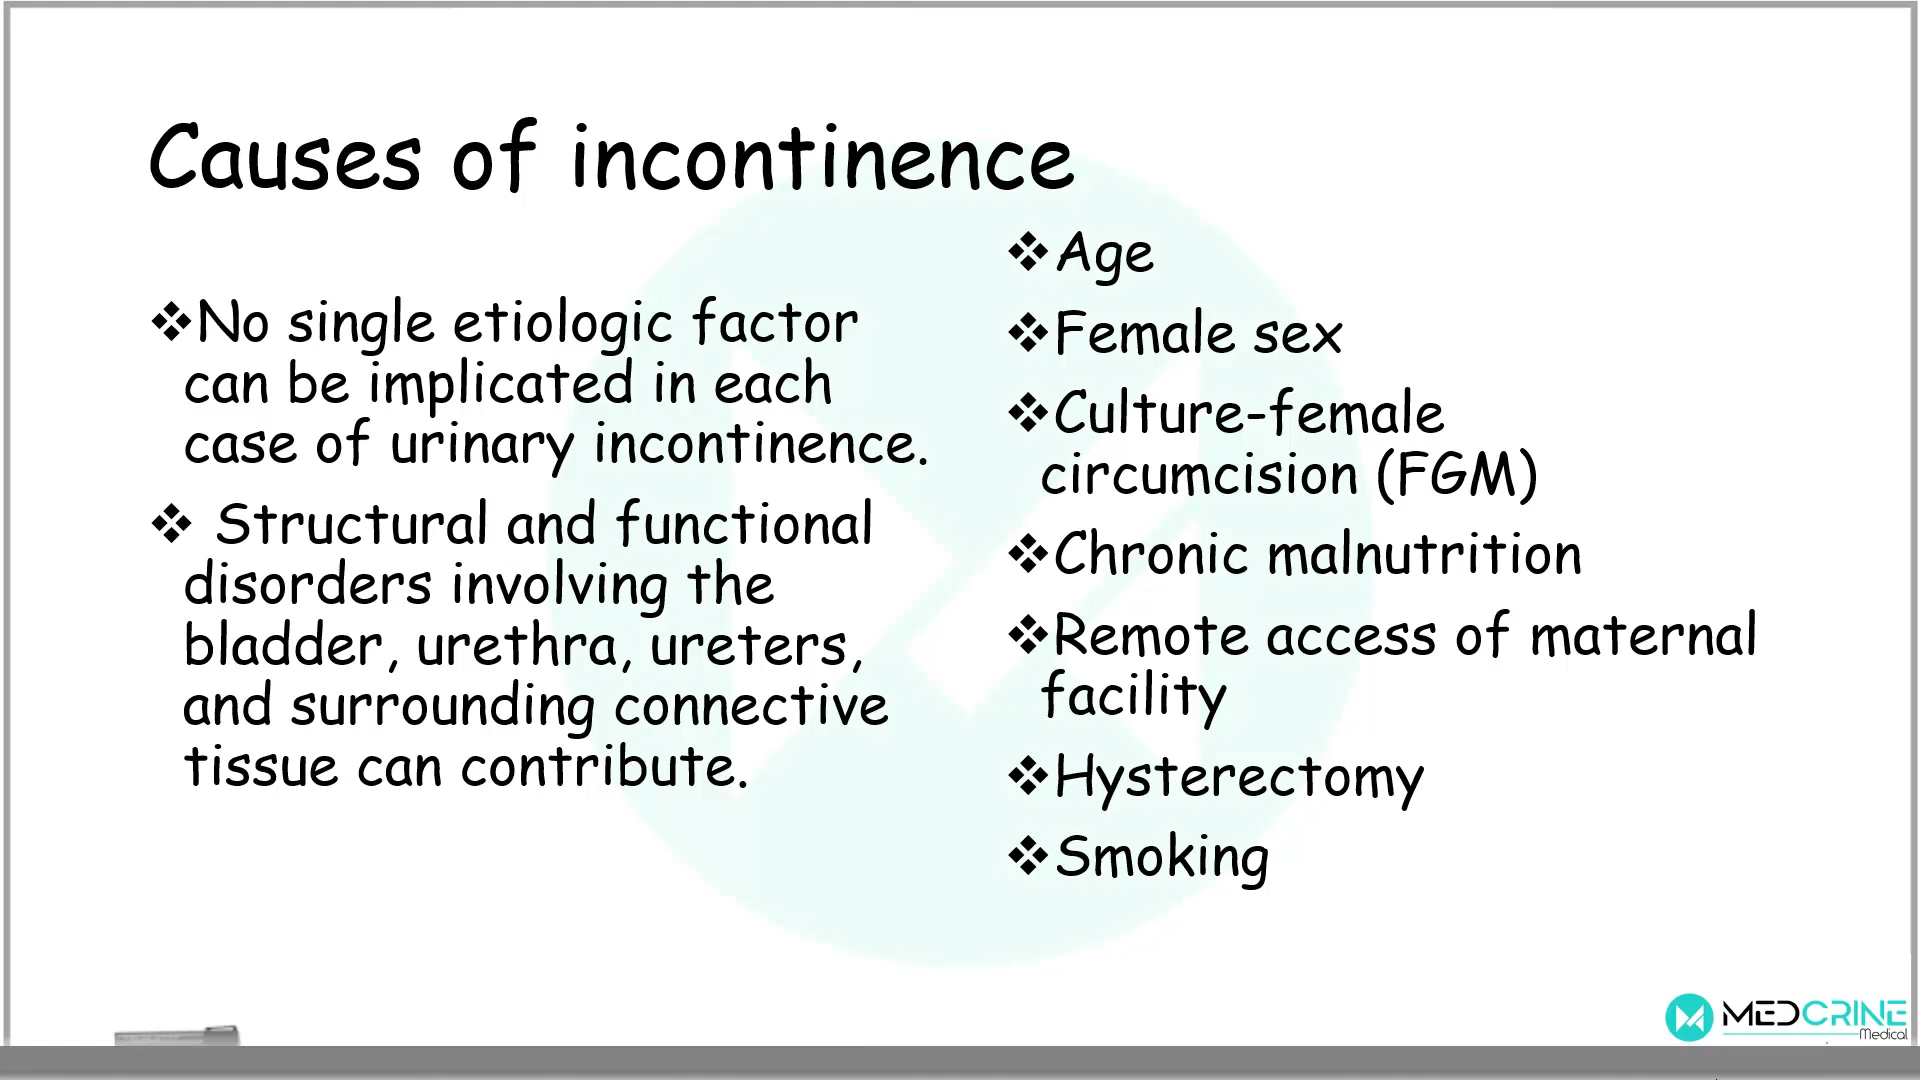 Causes of incontinence
❖No single etiologic factor
can be implicated in each
case of urinary incontinence.
❖ Structural and functional
disorders involving the
bladder, urethra, ureters,
and surrounding connective
tissue can contribute.
❖Age
❖Female sex
❖Culture-female
circumcision (FGM)
❖Chronic malnutrition
❖Remote access of maternal
facility
❖Hysterectomy
❖Smoking
MEDCRINE
Medical